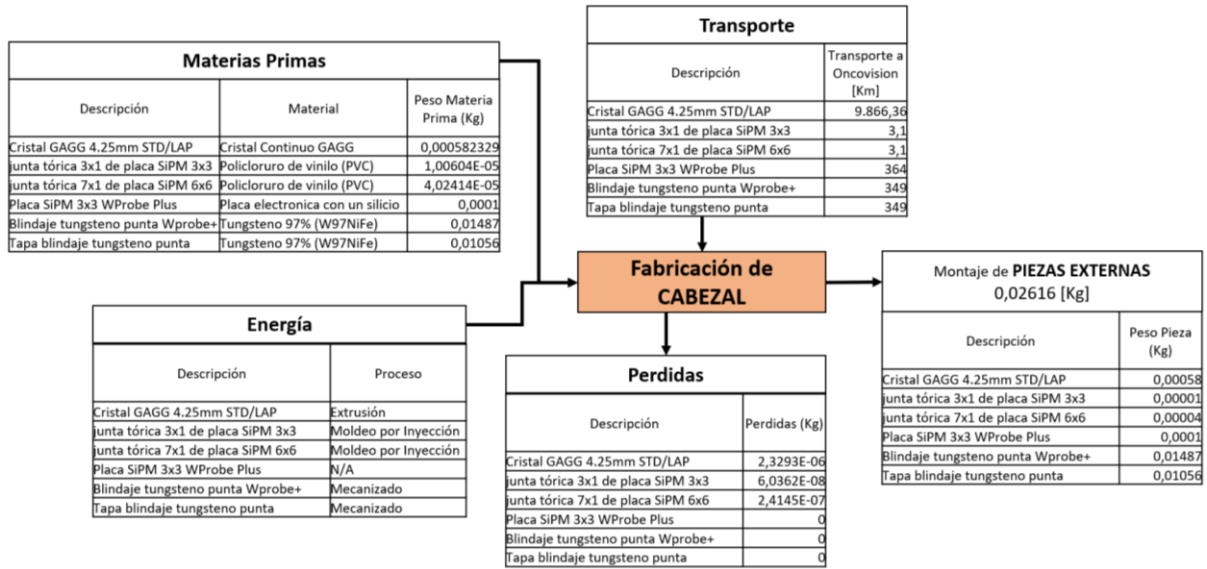 Transporte
Descripción Transporte a Oncovision [Km]
Cristal GAGG 4.25mm STD/LAP 9.866,36
junta tórica 3x1 de placa SiPM 3x3 3,1
junta tórica 7x1 de placa SiPM 6x6 3,1
Placa SiPM 3x3 WProbe Plus 364
Blindaje tungsteno punta Wprobe+ 349
Tapa blindaje tungsteno punta 349
Materias Primas
Descripción Material Peso Materia Prima (Kg)
Cristal GAGG 4.25mm STD/LAP Cristal Continuo GAGG 0,000582329
junta tórica 3x1 de placa SiPM 3x3 Policloruro de vinilo (PVC) 1,00604E-05
junta tórica 7x1 de placa SiPM 6x6 Policloruro de vinilo (PVC) 4,02414E-05
Placa SiPM 3x3 WProbe Plus Placa electronica con un silicio 0,0001
Blindaje tungsteno punta Wprobe+ Tungsteno 97% (W97NiFe) 0,01487
Tapa blindaje tungsteno punta Tungsteno 97% (W97NiFe) 0,01056
Fabricación de
CABEZAL
Montaje de PIEZAS EXTERNAS
0,02616 [Kg]
Descripción Peso Pieza (Kg)
Cristal GAGG 4.25mm STD/LAP 0,00058
junta tórica 3x1 de placa SiPM 3x3 0,00001
junta tórica 7x1 de placa SiPM 6x6 0,00004
Placa SiPM 3x3 WProbe Plus 0,0001
Blindaje tungsteno punta Wprobe+ 0,01487
Tapa blindaje tungsteno punta 0,01056
Energía
Descripción Proceso
Cristal GAGG 4.25mm STD/LAP Extrusión
junta tórica 3x1 de placa SiPM 3x3 Moldeo por Inyección
junta tórica 7x1 de placa SiPM 6x6 Moldeo por Inyección
Placa SiPM 3x3 WProbe Plus N/A
Blindaje tungsteno punta Wprobe+ Mecanizado
Tapa blindaje tungsteno punta Mecanizado
Perdidas
Descripción Perdidas (Kg)
Cristal GAGG 4.25mm STD/LAP 2,3293E-06
junta tórica 3x1 de placa SiPM 3x3 6,0362E-08
junta tórica 7x1 de placa SiPM 6x6 2,4145E-07
Placa SiPM 3x3 WProbe Plus 0
Blindaje tungsteno punta Wprobe+ 0
Tapa blindaje tungsteno punta 0